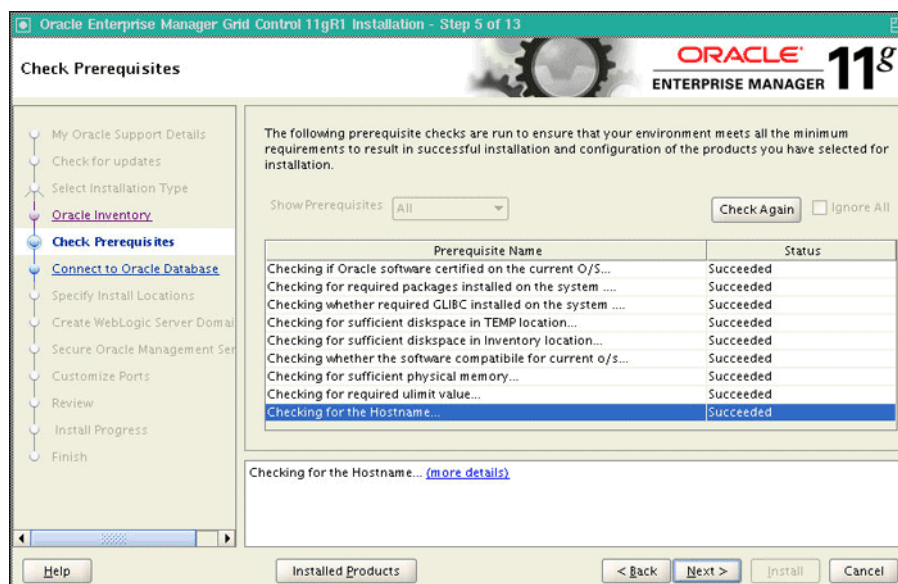 Oracle Enterprise Manager Grid Control 11gR1 Installation - Step 5 of 13
Check Prerequisites
ORACLE
ENTERPRISE MANAGER 11g
My Oracle Support Details
Check for updates
Select Installation Type
Oracle Inventory
Check Prerequisites
Connect to Oracle Database
Specify Install Locations
Create WebLogic Server Domai
Secure Oracle Management Ser
Customize Ports
Review
Install Progress
Finish
The following prerequisite checks are run to ensure that your environment meets all the minimum
requirements to result in successful installation and configuration of the products you have selected for
installation.
Show Prerequisites All Check Again Ignore All
Prerequisite Name Status
Checking if Oracle software certified on the current O/S... Succeeded
Checking for required packages installed on the system .... Succeeded
Checking whether required GLIBC installed on the system .... Succeeded
Checking for sufficient diskspace in TEMP location... Succeeded
Checking for sufficient diskspace in Inventory location... Succeeded
Checking whether the software compatibile for current o/s... Succeeded
Checking for sufficient physical memory... Succeeded
Checking for required ulimit value... Succeeded
Checking for the Hostname... Succeeded
Checking for the Hostname... (more details)
Help Installed Products < Back Next > Install Cancel